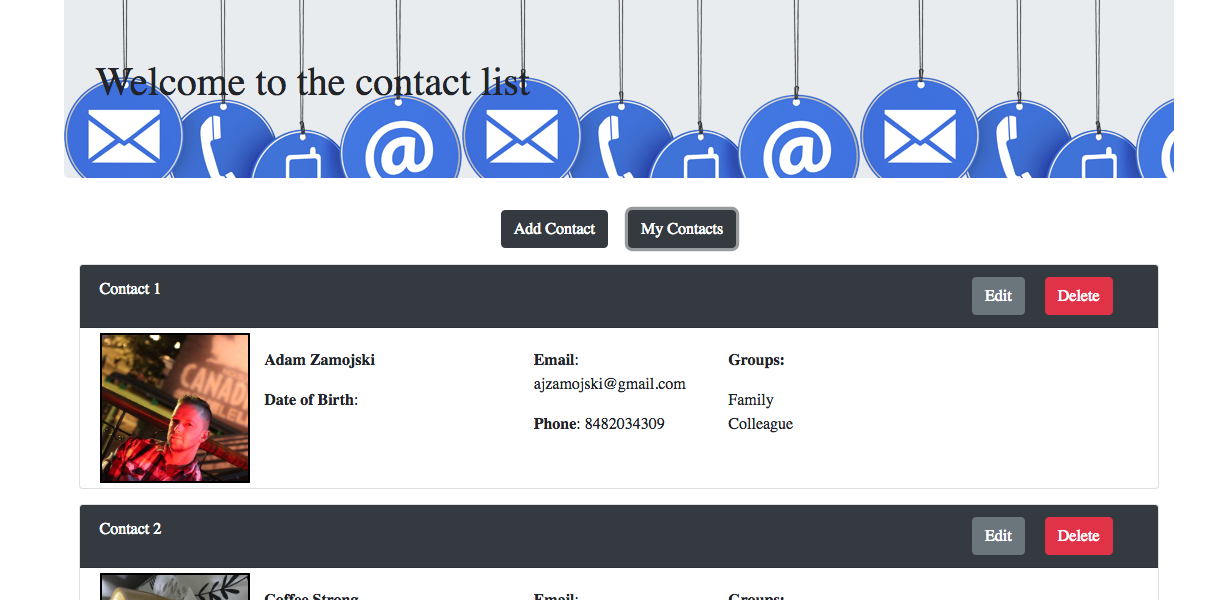 Welcome to the contact list
@ @
Add Contact My Contacts
Contact 1 Edit Delete
CANAD
Adam Zamojski Email: Groups:
ajzamojski@gmail.com
Date of Birth: Family
Phone: 8482034309 Colleague
Contact 2 Edit Delete
Coffee Strong Email: Groups: